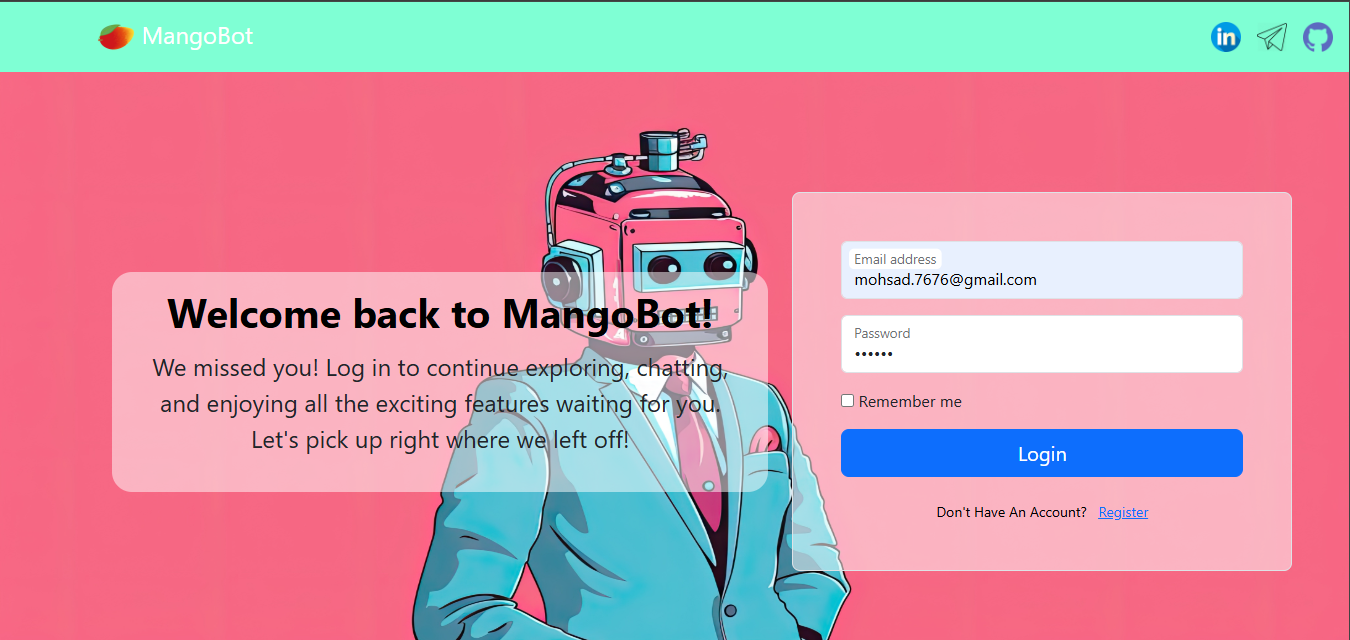 MangoBot
in
Welcome back to MangoBot!
We missed you! Log in to continue exploring, chatting,
and enjoying all the exciting features waiting for you.
Let's pick up right where we left off!
Email address
mohsad.7676@gmail.com
Password
••••••
Remember me
Login
Don't Have An Account? Register